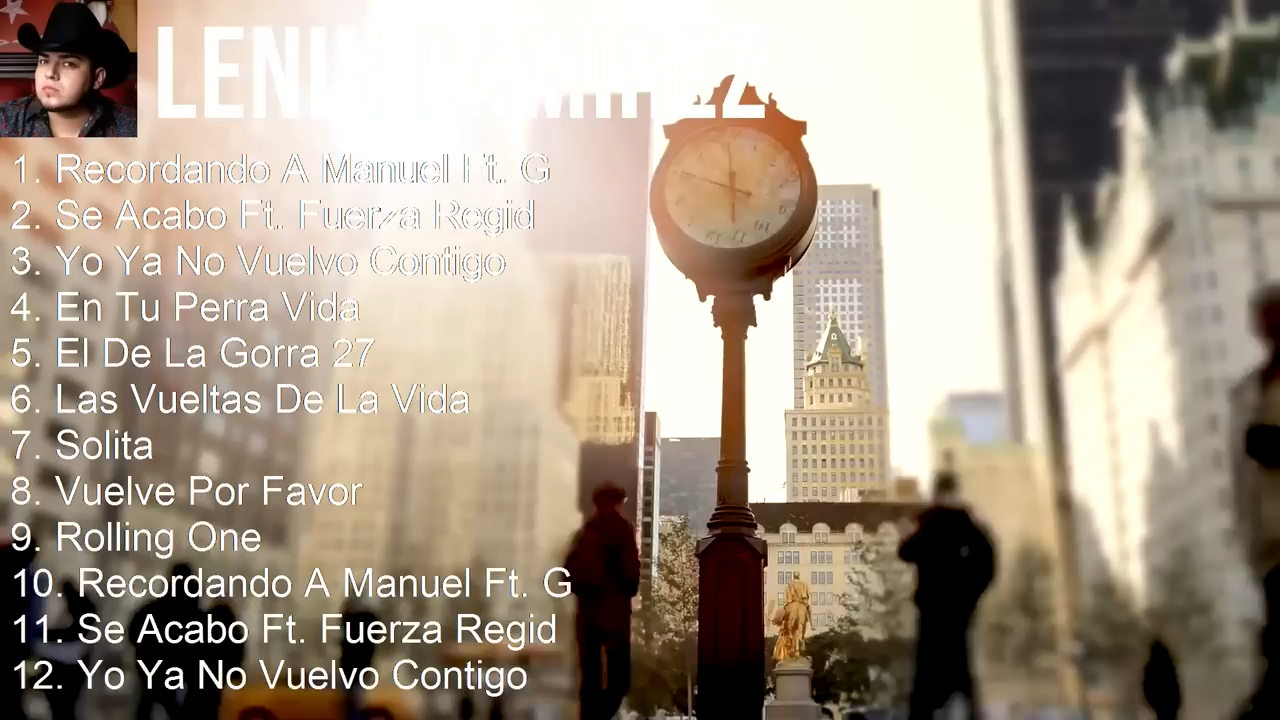 LENIN RAMIREZ
1. Recordando A Manuel Ft. G
2. Se Acabo Ft. Fuerza Regid
3. Yo Ya No Vuelvo Contigo
4. En Tu Perra Vida
5. El De La Gorra 27
6. Las Vueltas De La Vida
7. Solita
8. Vuelve Por Favor
9. Rolling One
10. Recordando A Manuel Ft. G
11. Se Acabo Ft. Fuerza Regid
12. Yo Ya No Vuelvo Contigo